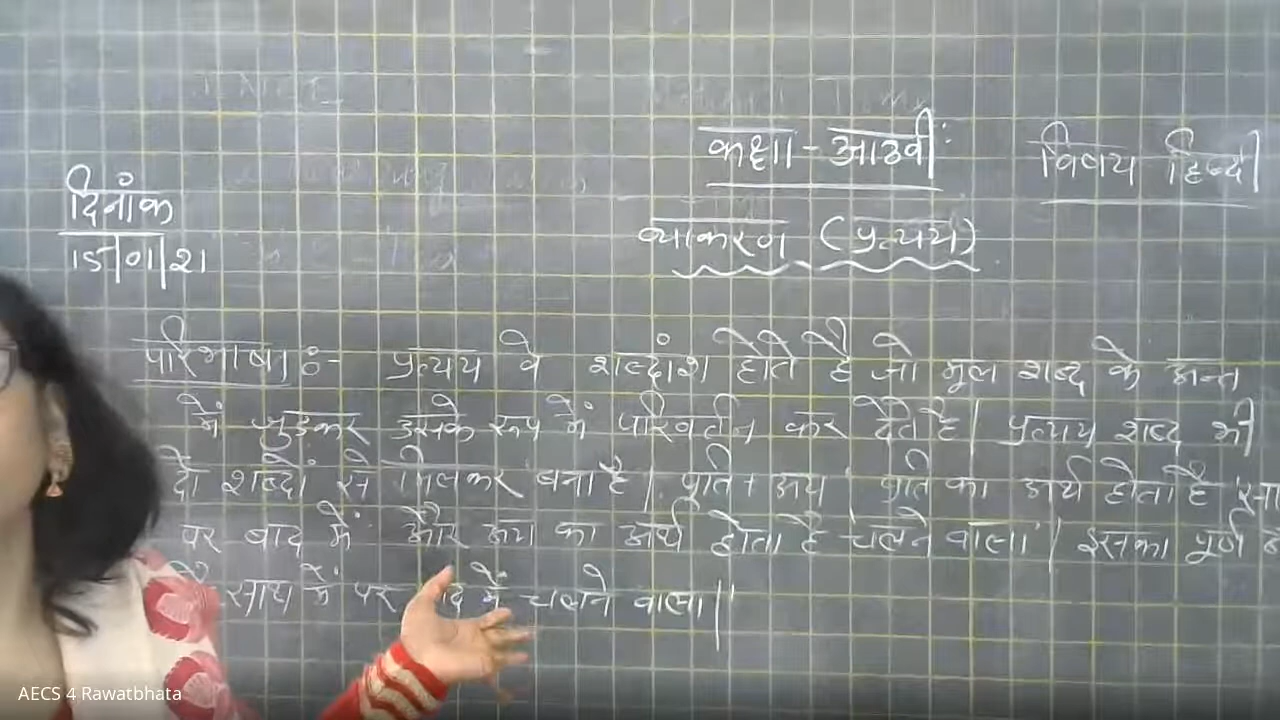 कक्षा - आठवीं
विषय हिन्दी
दिनांक
15/01/21
व्याकरण (प्रत्यय)
परिभाषा :- प्रत्यय वे शब्दांश होते है जो मूल शब्द के अन्त
में जुड़कर उसके रूप में परिवर्तन कर देते है। प्रत्यय शब्द भी
दो शब्दों से मिलकर बना है। प्रति + अय प्रति का अर्थ होता है
पर बाद में और अय का अर्थ होता है 'चलने वाला'। इसका पूर्ण
साथ में पर में चलने वाला।
AECS 4 Rawatbhata